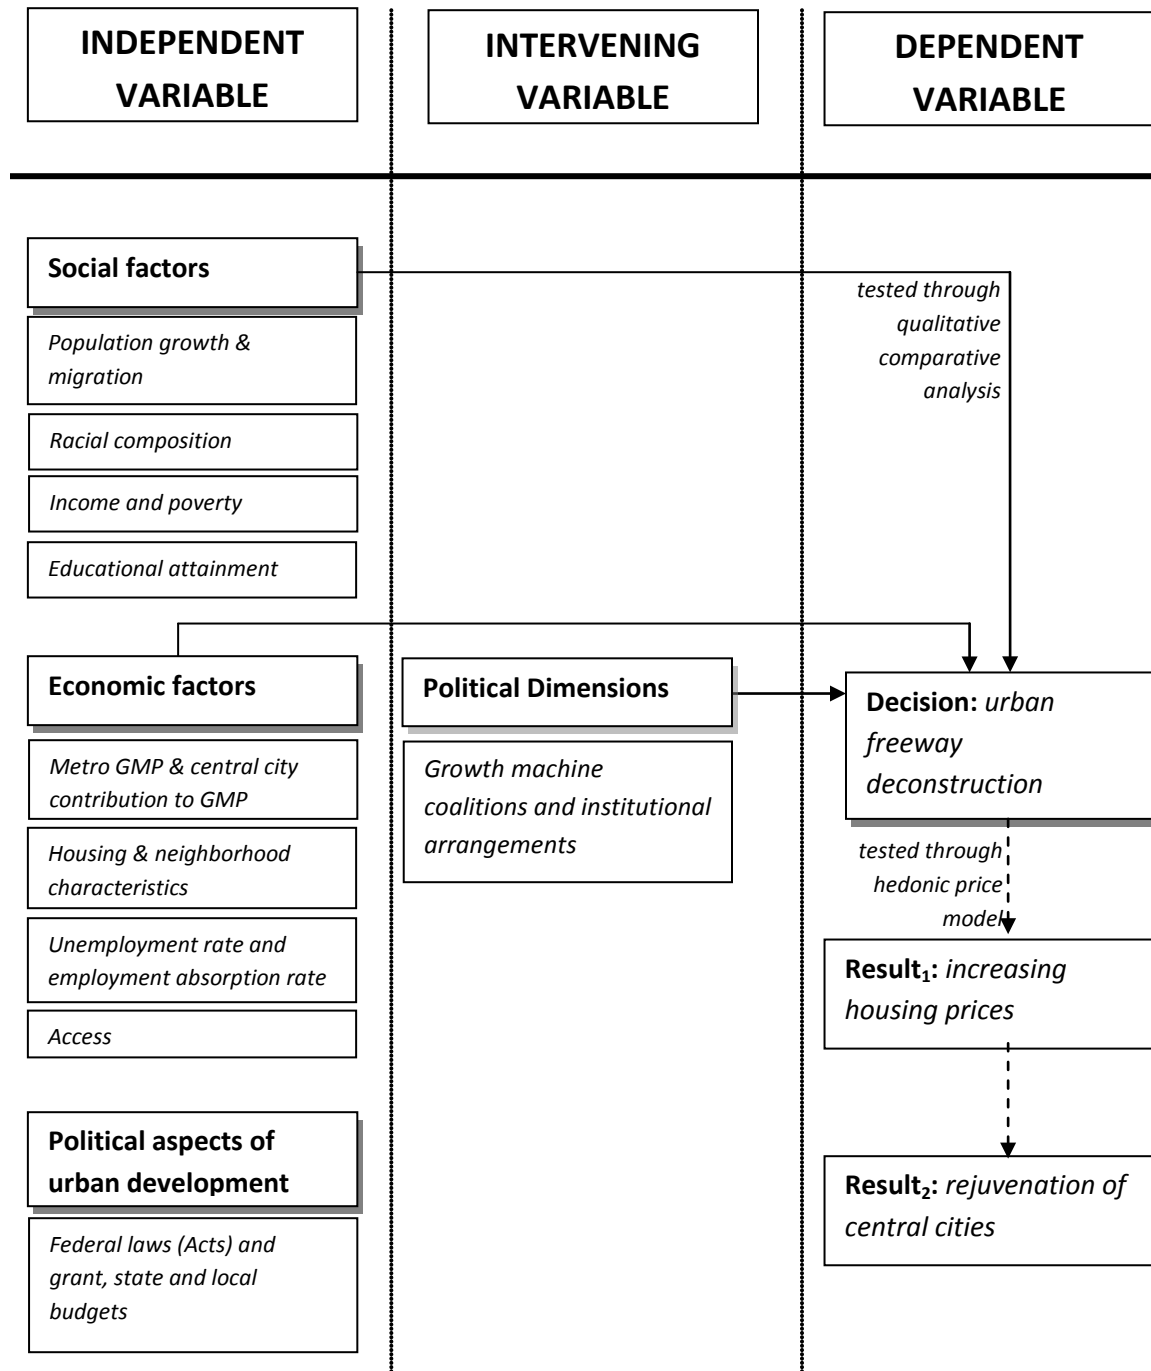 INDEPENDENT
VARIABLE
INTERVENING
VARIABLE
DEPENDENT
VARIABLE
Social factors
Population growth &
migration
Racial composition
Income and poverty
Educational attainment
tested through
qualitative
comparative
analysis
Economic factors
Metro GMP & central city
contribution to GMP
Housing & neighborhood
characteristics
Unemployment rate and
employment absorption rate
Access
Political aspects of
urban development
Federal laws (Acts) and
grant, state and local
budgets
Political Dimensions
Growth machine
coalitions and institutional
arrangements
Decision: urban
freeway
deconstruction
tested through
hedonic price
model
Result₁: increasing
housing prices
Result₂: rejuvenation of
central cities